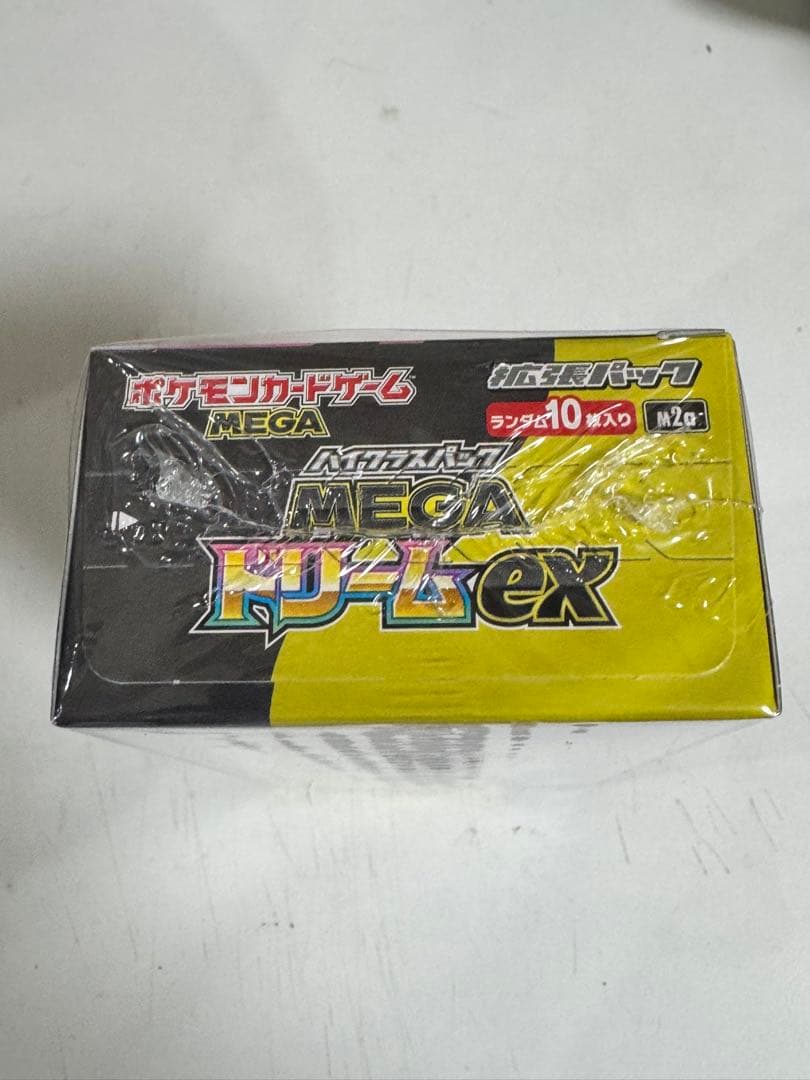 ポケモンカードゲーム
MEGA
拡張パック
ランダム10枚入り
M2a
ハイクラスパック
MEGA
ドリームex